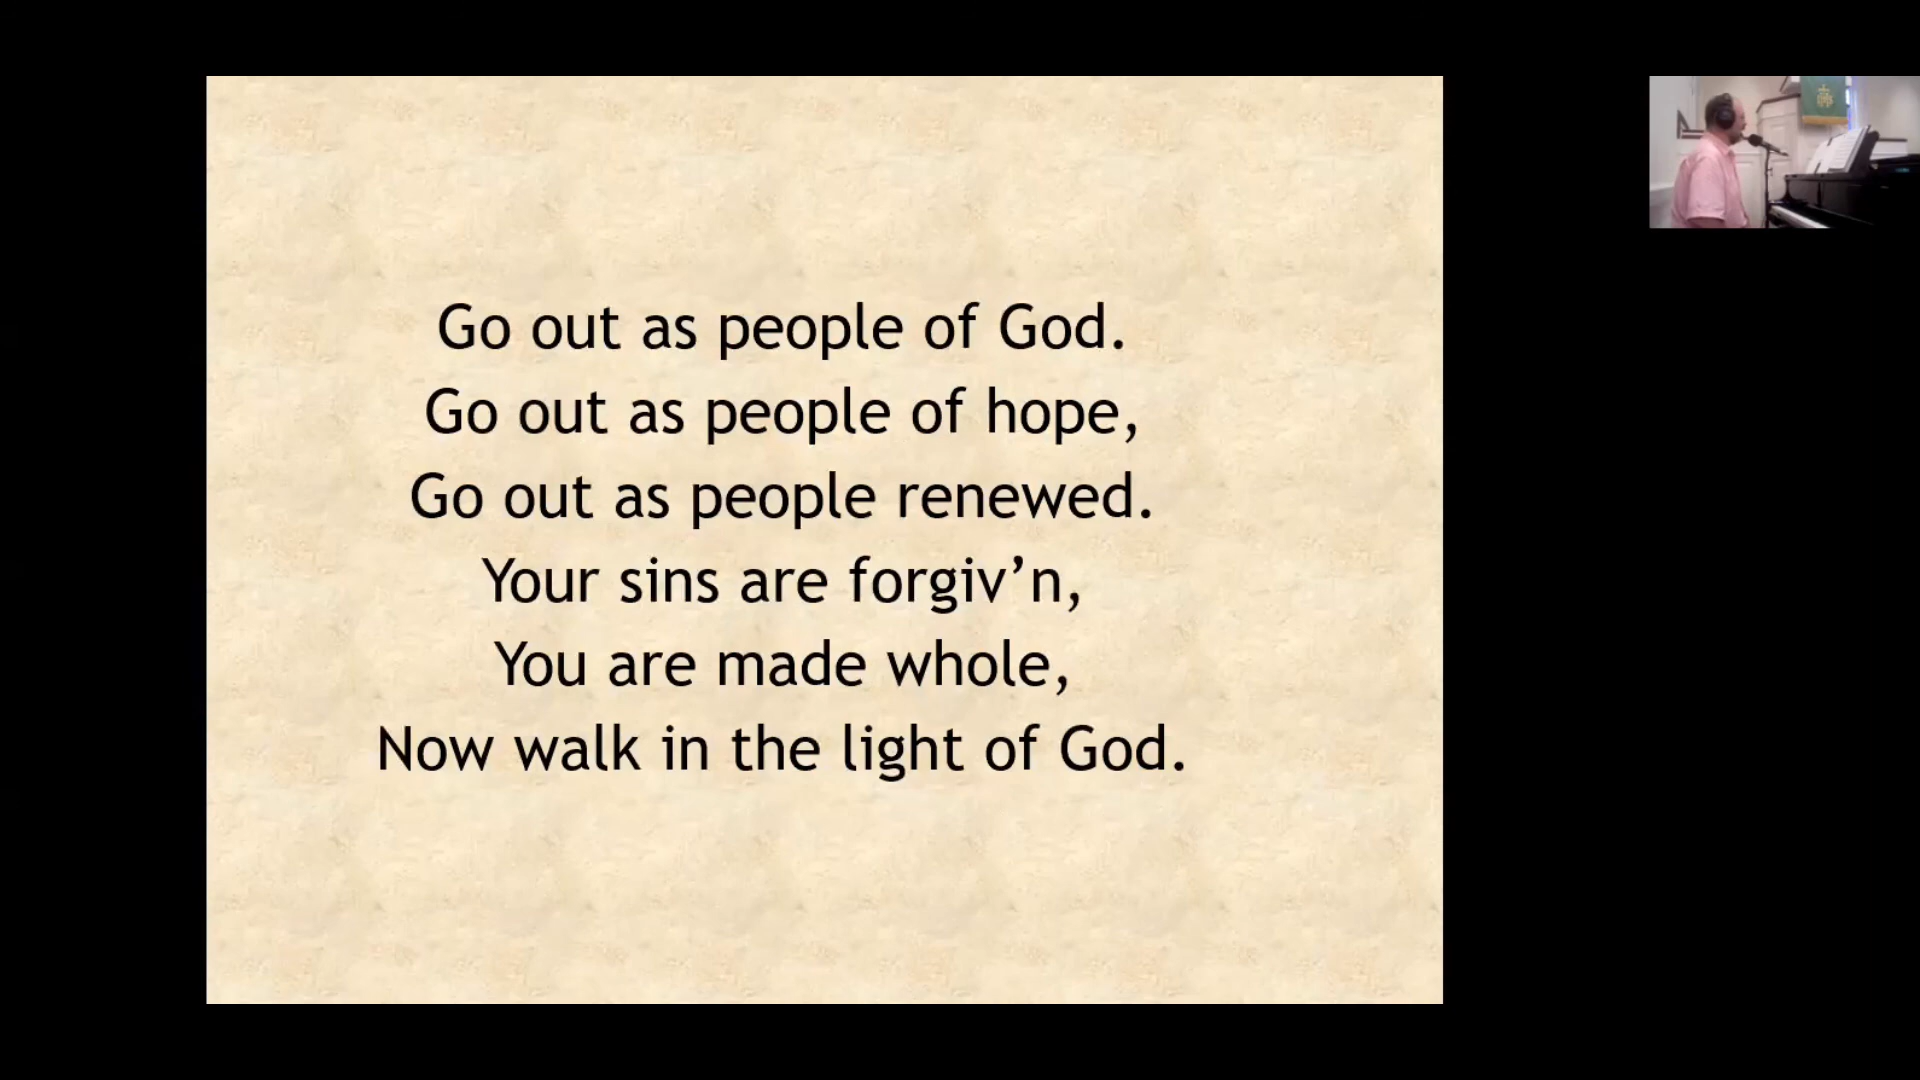 Go out as people of God.
Go out as people of hope,
Go out as people renewed.
Your sins are forgiv’n,
You are made whole,
Now walk in the light of God.